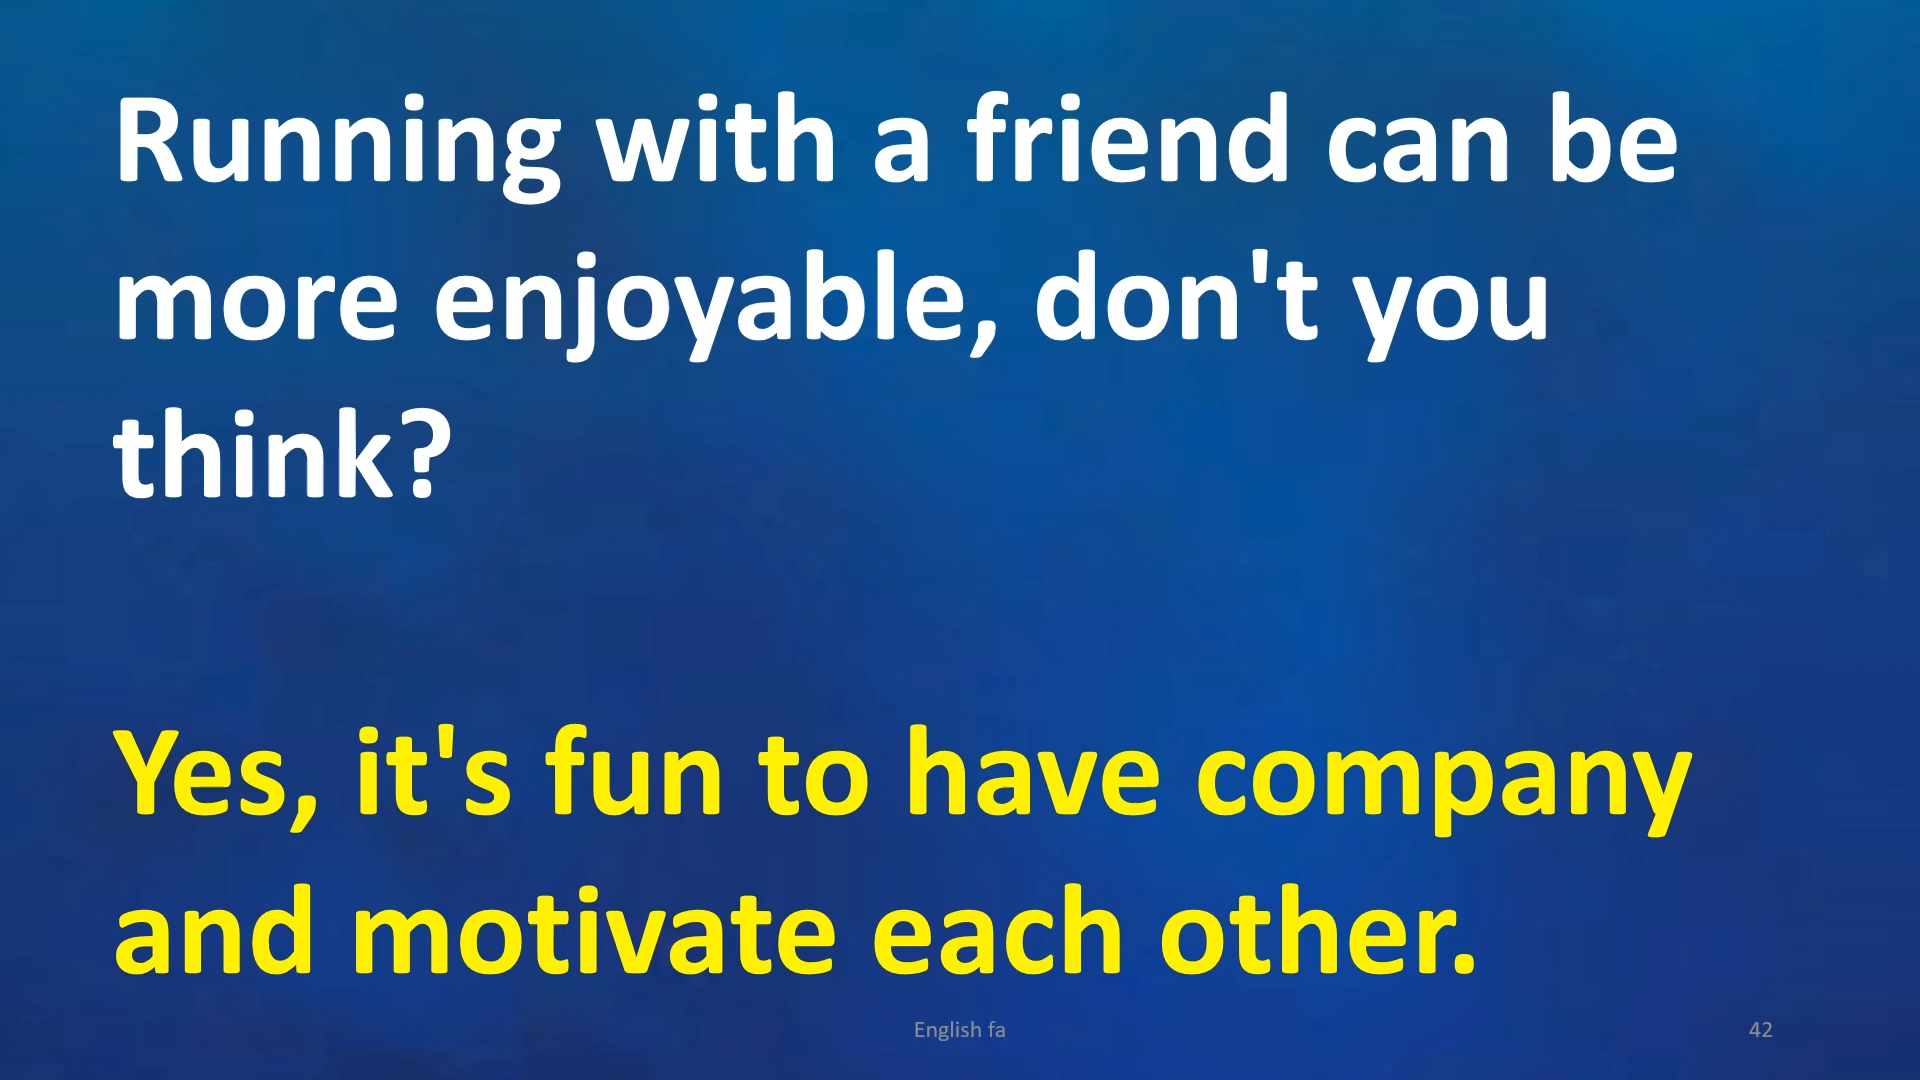 Running with a friend can be
more enjoyable, don't you
think?
Yes, it's fun to have company
and motivate each other.
English fa
42